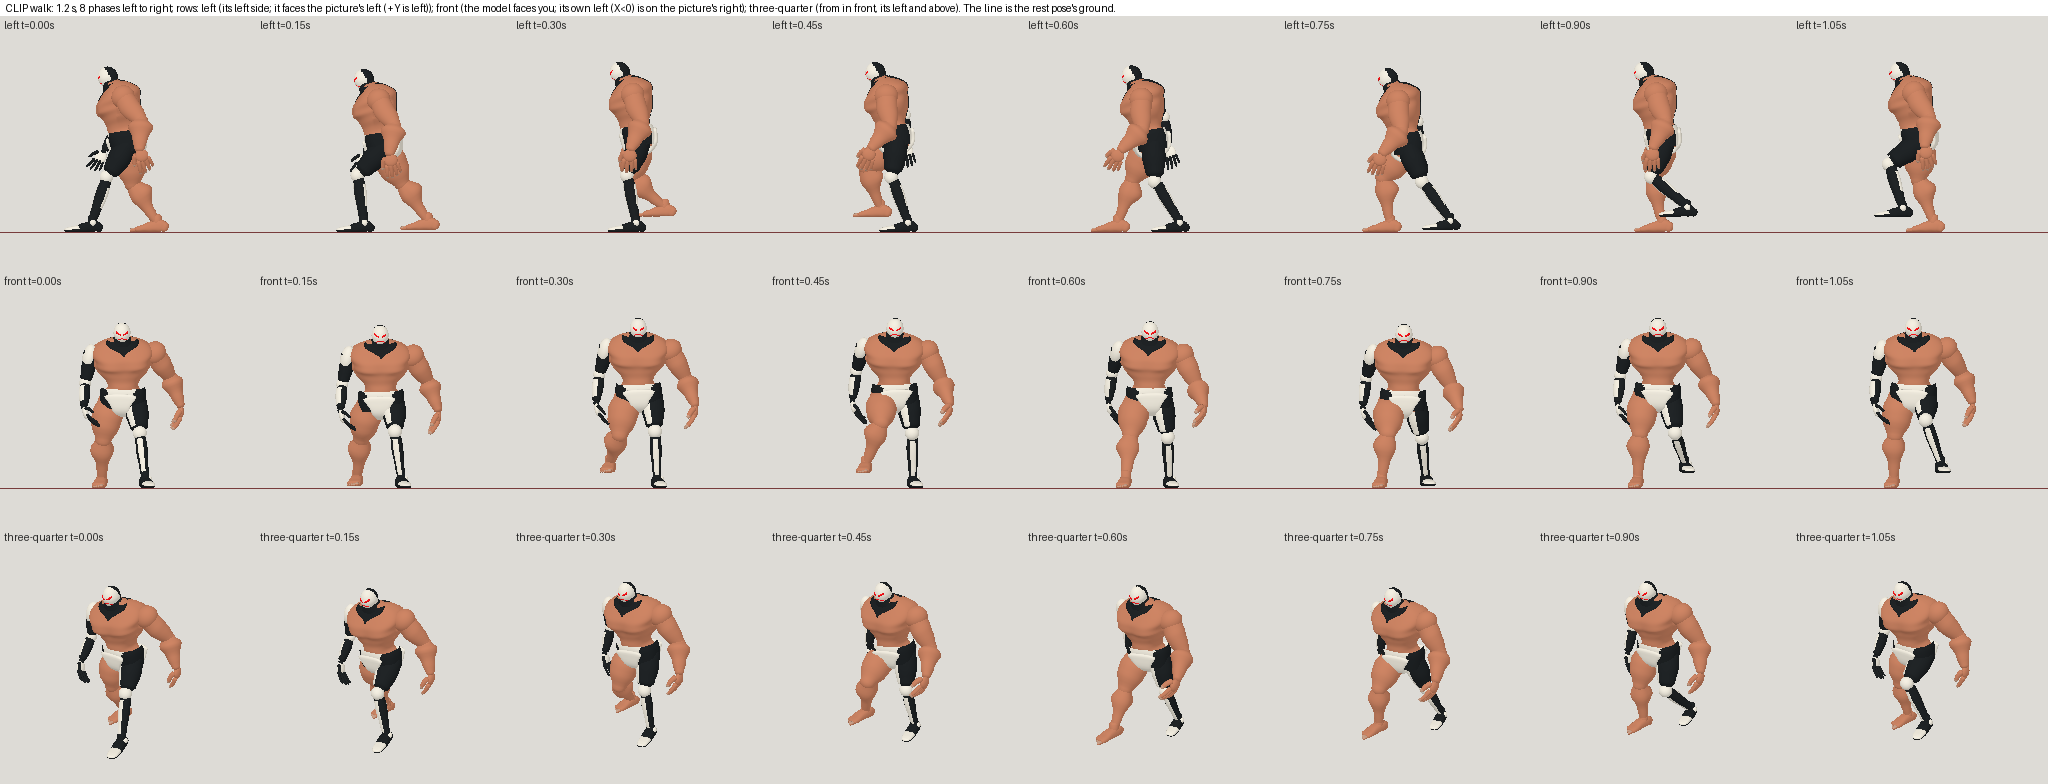 CLIP walk: 1.2 s, 8 phases left to right; rows: left (its left side; it faces the picture's left (+Y is left)); front (the model faces you; its own left (X<0) is on the picture's right); three-quarter (from in front, its left and above). The line is the rest pose's ground.
left t=0.00s left t=0.15s left t=0.30s left t=0.45s left t=0.60s left t=0.75s left t=0.90s left t=1.05s
front t=0.00s front t=0.15s front t=0.30s front t=0.45s front t=0.60s front t=0.75s front t=0.90s front t=1.05s
three-quarter t=0.00s three-quarter t=0.15s three-quarter t=0.30s three-quarter t=0.45s three-quarter t=0.60s three-quarter t=0.75s three-quarter t=0.90s three-quarter t=1.05s